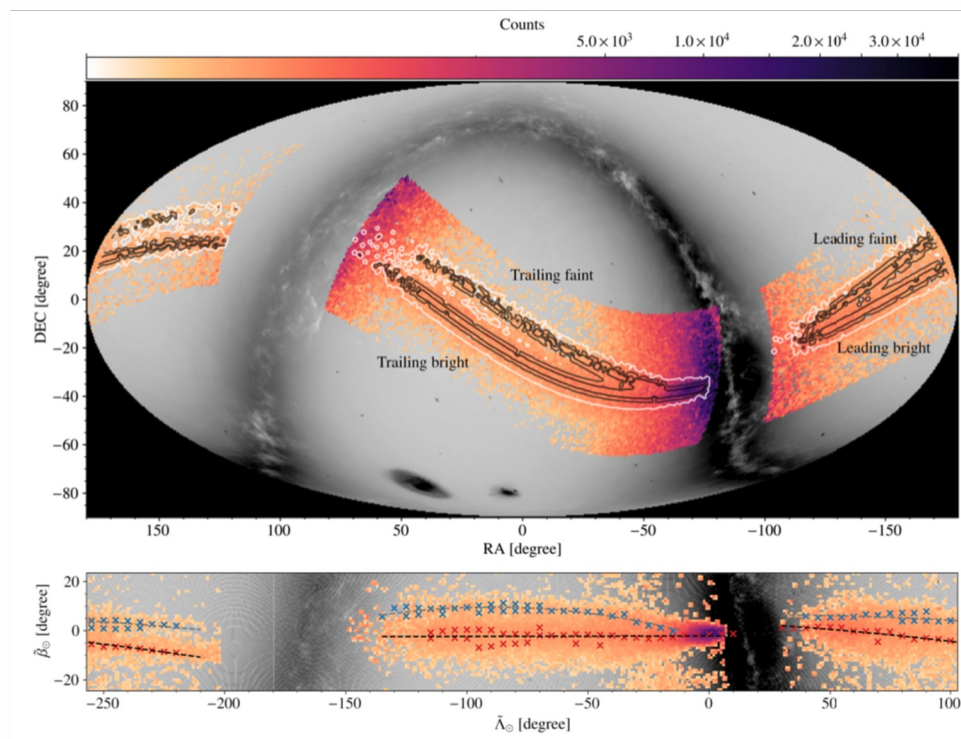 Counts
5.0×10³ 1.0×10⁴ 2.0×10⁴ 3.0×10⁴
80
60
40
20
0
−20
−40
−60
−80
DEC [degree]
Leading faint
Trailing faint
Leading bright
Trailing bright
150 100 50 0 −50 −100 −150
RA [degree]
20
0
−20
β̃⊙ [degree]
−250 −200 −150 −100 −50 0 50 100
Λ̃⊙ [degree]